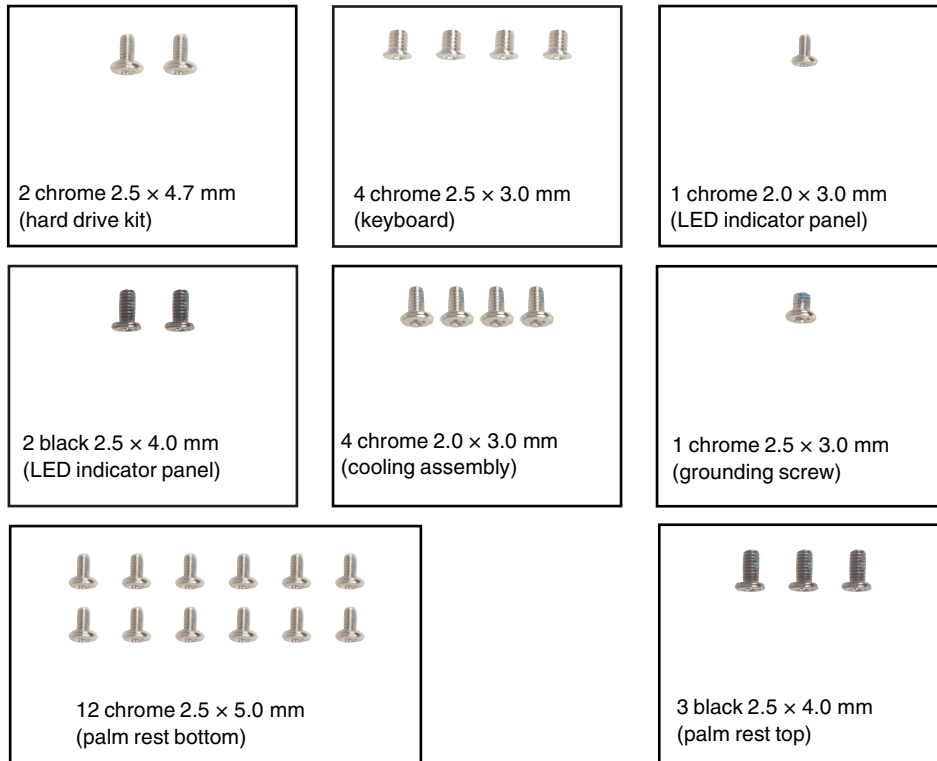 2 chrome 2.5 × 4.7 mm
(hard drive kit)
4 chrome 2.5 × 3.0 mm
(keyboard)
1 chrome 2.0 × 3.0 mm
(LED indicator panel)
2 black 2.5 × 4.0 mm
(LED indicator panel)
4 chrome 2.0 × 3.0 mm
(cooling assembly)
1 chrome 2.5 × 3.0 mm
(grounding screw)
12 chrome 2.5 × 5.0 mm
(palm rest bottom)
3 black 2.5 × 4.0 mm
(palm rest top)